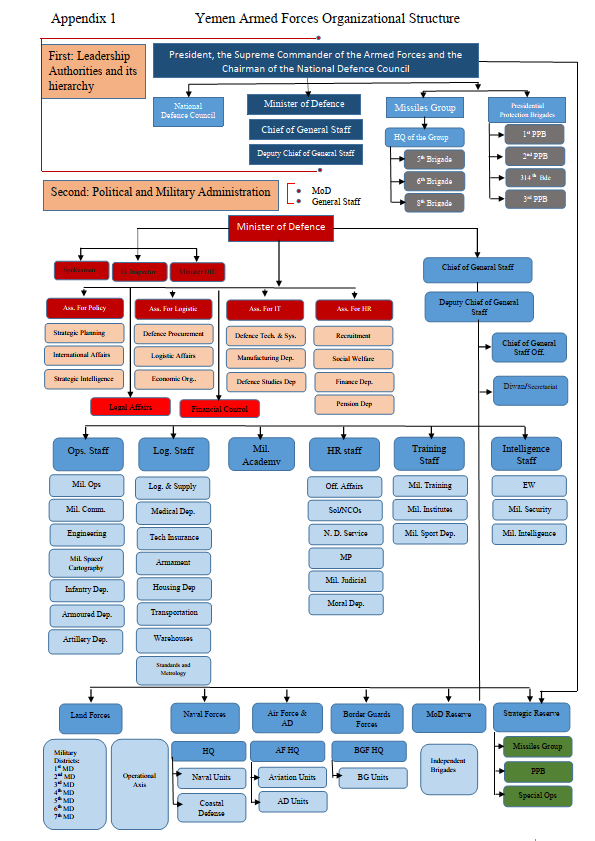 Appendix 1
Yemen Armed Forces Organizational Structure
First: Leadership
Authorities and its
hierarchy
President, the Supreme Commander of the Armed Forces and the
Chairman of the National Defence Council
National
Defence Council
Minister of Defence
Chief of General Staff
Deputy Chief of General Staff
Missiles Group
HQ of the Group
5th Brigade
6th Brigade
8th Brigade
Presidential
Protection Brigades
1st PPB
2nd PPB
314th Bde
3rd PPB
Second: Political and Military Administration
MoD
General Staff
Minister of Defence
Minister Off.
Ass. For Policy
Strategic Planning
International Affairs
Strategic Intelligence
Ass. For Logistic
Defence Procurement
Logistic Affairs
Economic Org..
Ass. For IT
Defence Tech. & Sys.
Manufacturing Dep.
Defence Studies Dep
Ass. For HR
Recruitment
Social Welfare
Finance Dep.
Pension Dep
Legal Affairs
Financial Control
Chief of General Staff
Deputy Chief of General
Staff
Chief of General
Staff Off.
Diwan/Secretariat
Ops. Staff
Mil. Ops
Mil. Comm.
Engineering
Mil. Space/
Cartography
Infantry Dep.
Armoured Dep.
Artillery Dep.
Log. Staff
Log. & Supply
Medical Dep.
Tech Insurance
Armament
Housing Dep
Transportation
Warehouses
Standards and
Metrology
Mil.
Academy
HR staff
Off. Affairs
Sol/NCOs
N. D. Service
MP
Mil. Judicial
Moral Dep.
Training
Staff
Mil. Training
Mil. Institutes
Mil. Sport Dep.
Intelligence
Staff
EW
Mil. Security
Mil. Intelligence
Land Forces
Military
Districts:
1st MD
2nd MD
3rd MD
4th MD
5th MD
6th MD
7th MD
Operational
Axis
Naval Forces
HQ
Naval Units
Coastal
Defense
Air Force &
AD
AF HQ
Aviation Units
AD Units
Border Guards
Forces
BGF HQ
BG Units
MoD Reserve
Independent
Brigades
Strategic Reserve
Missiles Group
PPB
Special Ops